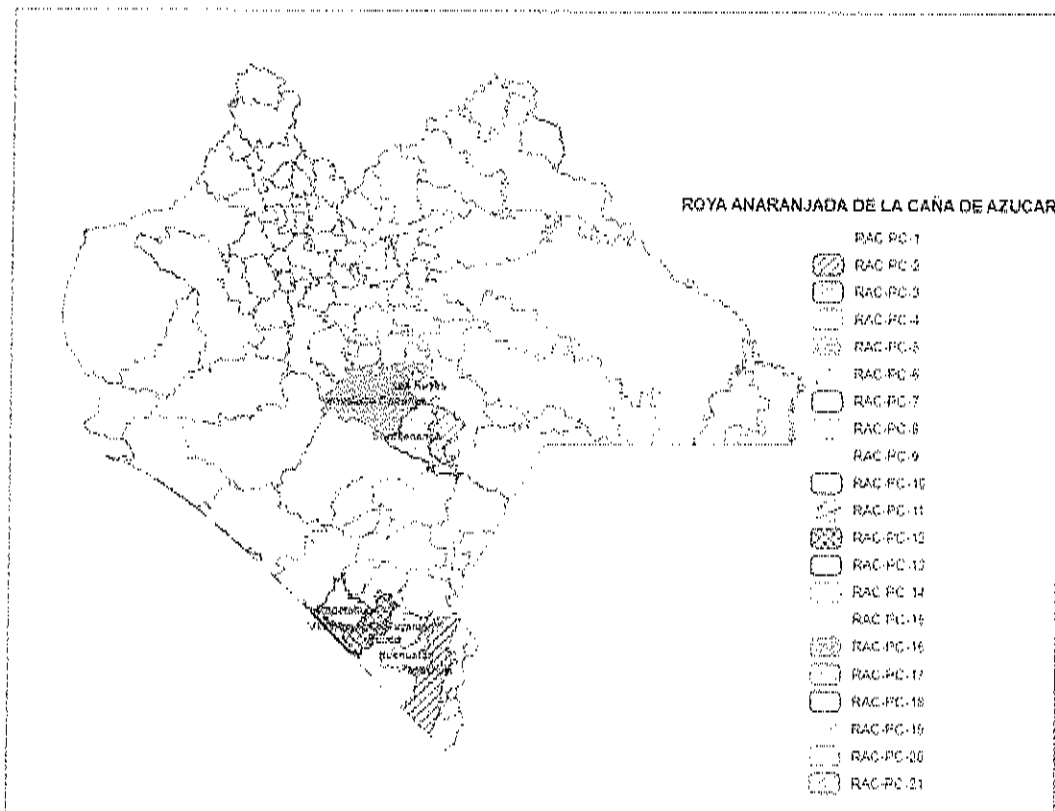 ROYA ANARANJADA DE LA CAÑA DE AZUCAR
RAC-PC-1
RAC-PC-2
RAC-PC-3
RAC-PC-4
RAC-PC-5
RAC-PC-6
RAC-PC-7
RAC-PC-8
RAC-PC-9
RAC-PC-10
RAC-PC-11
RAC-PC-12
RAC-PC-13
RAC-PC-14
RAC-PC-15
RAC-PC-16
RAC-PC-17
RAC-PC-18
RAC-PC-19
RAC-PC-20
RAC-PC-21